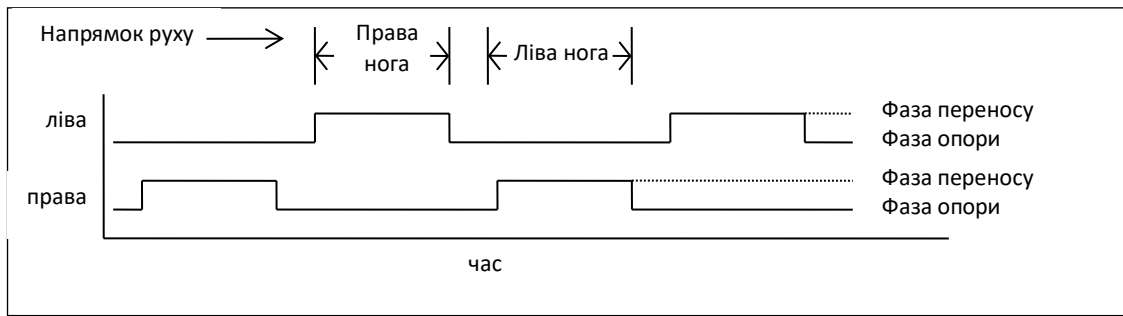 Напрямок руху
Права
нога
Ліва нога
ліва
Фаза переносу
Фаза опори
права
Фаза переносу
Фаза опори
час